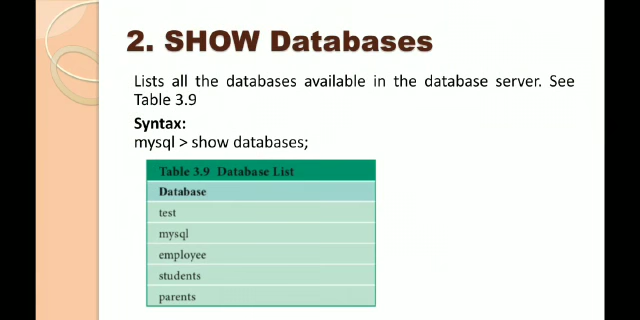 2. SHOW Databases
Lists all the databases available in the database server. See
Table 3.9
Syntax:
mysql > show databases;
Table 3.9 Database List
Database
test
mysql
employee
students
parents